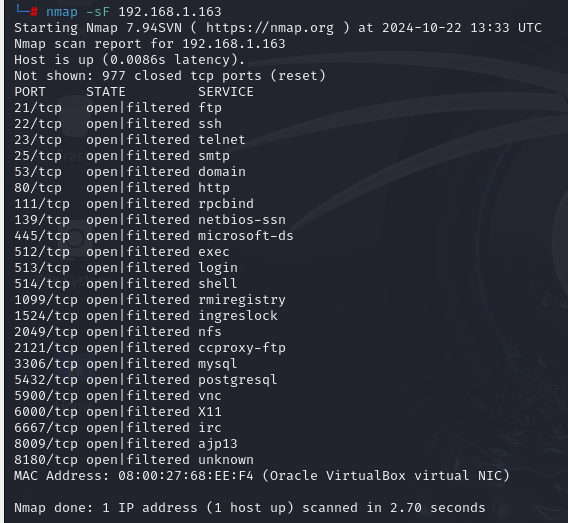 └─# nmap -sF 192.168.1.163
Starting Nmap 7.94SVN ( https://nmap.org ) at 2024-10-22 13:33 UTC
Nmap scan report for 192.168.1.163
Host is up (0.0086s latency).
Not shown: 977 closed tcp ports (reset)
PORT     STATE         SERVICE
21/tcp   open|filtered ftp
22/tcp   open|filtered ssh
23/tcp   open|filtered telnet
25/tcp   open|filtered smtp
53/tcp   open|filtered domain
80/tcp   open|filtered http
111/tcp  open|filtered rpcbind
139/tcp  open|filtered netbios-ssn
445/tcp  open|filtered microsoft-ds
512/tcp  open|filtered exec
513/tcp  open|filtered login
514/tcp  open|filtered shell
1099/tcp open|filtered rmiregistry
1524/tcp open|filtered ingreslock
2049/tcp open|filtered nfs
2121/tcp open|filtered ccproxy-ftp
3306/tcp open|filtered mysql
5432/tcp open|filtered postgresql
5900/tcp open|filtered vnc
6000/tcp open|filtered X11
6667/tcp open|filtered irc
8009/tcp open|filtered ajp13
8180/tcp open|filtered unknown
MAC Address: 08:00:27:68:EE:F4 (Oracle VirtualBox virtual NIC)
Nmap done: 1 IP address (1 host up) scanned in 2.70 seconds